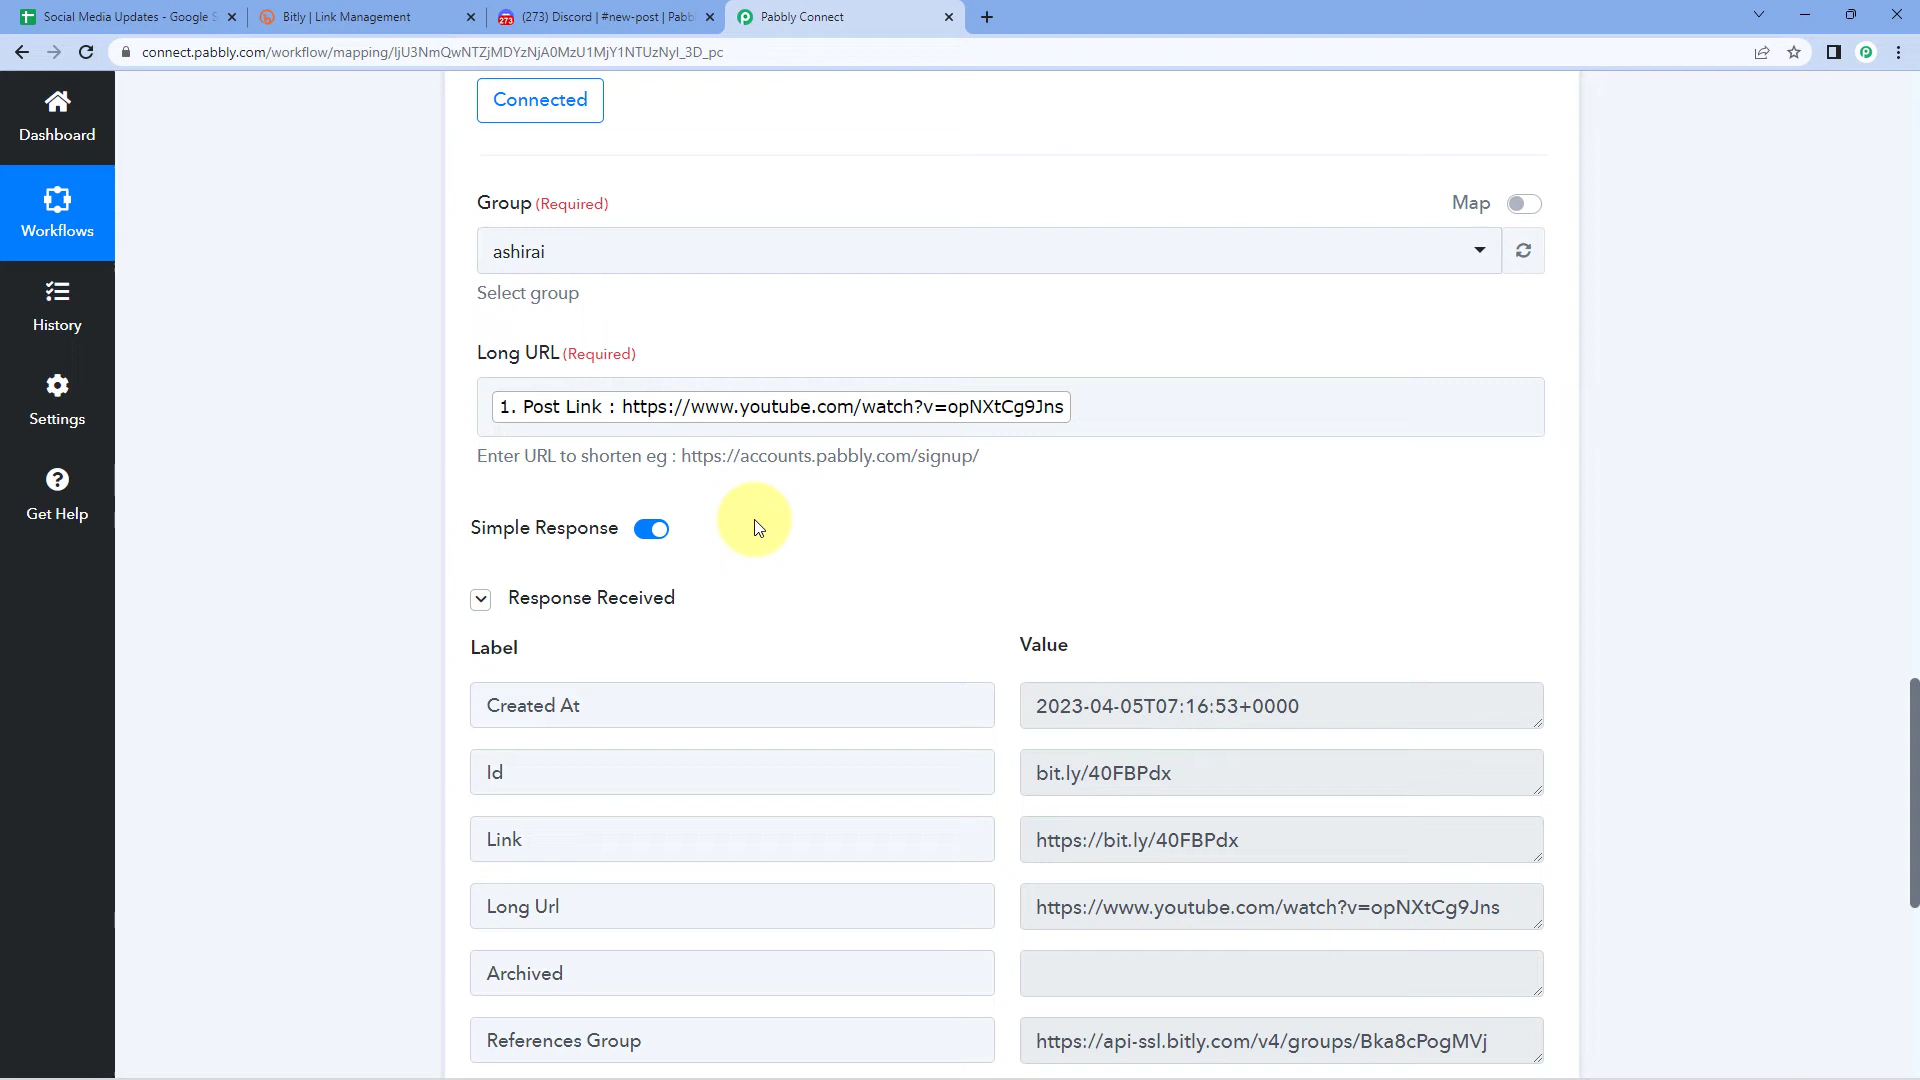 Social Media Updates - Google S
Bitly | Link Management
273
(273) Discord | #new-post | Pabb
Pabbly Connect
connect.pabbly.com/workflow/mapping/IjU3NmQwNTZjMDYzNjA0MzU1MjY1NTUzNyI_3D_pc
Dashboard
Workflows
History
Settings
Get Help
Connected
Group (Required)
Map
ashirai
Select group
Long URL (Required)
1. Post Link : https://www.youtube.com/watch?v=opNXtCg9Jns
Enter URL to shorten eg : https://accounts.pabbly.com/signup/
Simple Response
Response Received
Label
Value
Created At
2023-04-05T07:16:53+0000
Id
bit.ly/40FBPdx
Link
https://bit.ly/40FBPdx
Long Url
https://www.youtube.com/watch?v=opNXtCg9Jns
Archived
References Group
https://api-ssl.bitly.com/v4/groups/Bka8cPogMVj